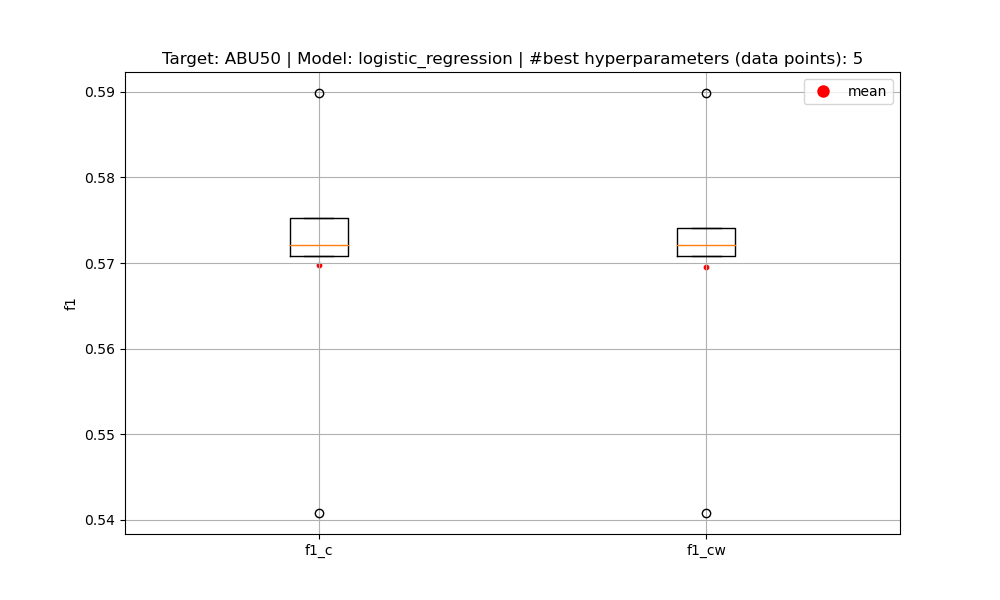 Target: ABU50 | Model: logistic_regression | #best hyperparameters (data points): 5
mean
0.59
0.58
0.57
0.56
0.55
0.54
f1
f1_c
f1_cw